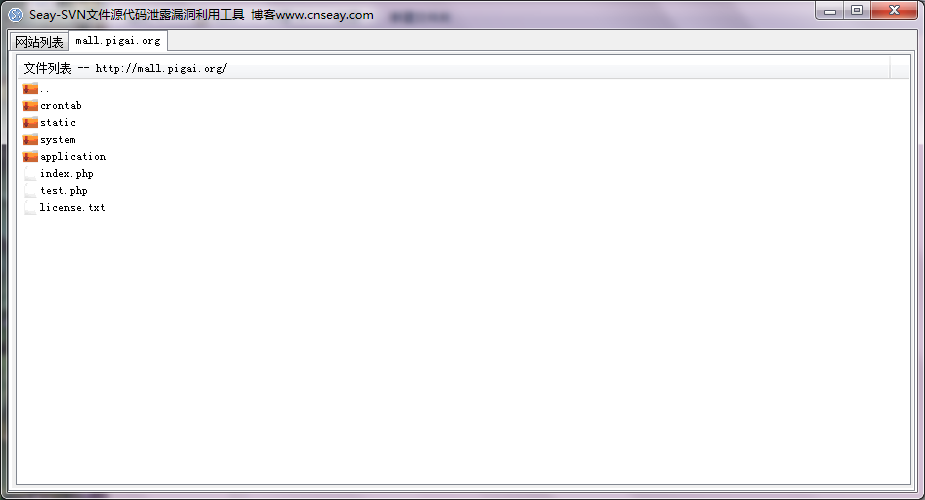 Seay-SVN文件源代码泄露漏洞利用工具 博客www.cnseay.com
网站列表 mall.pigai.org
文件列表 -- http://mall.pigai.org/
..
crontab
static
system
application
index.php
test.php
license.txt